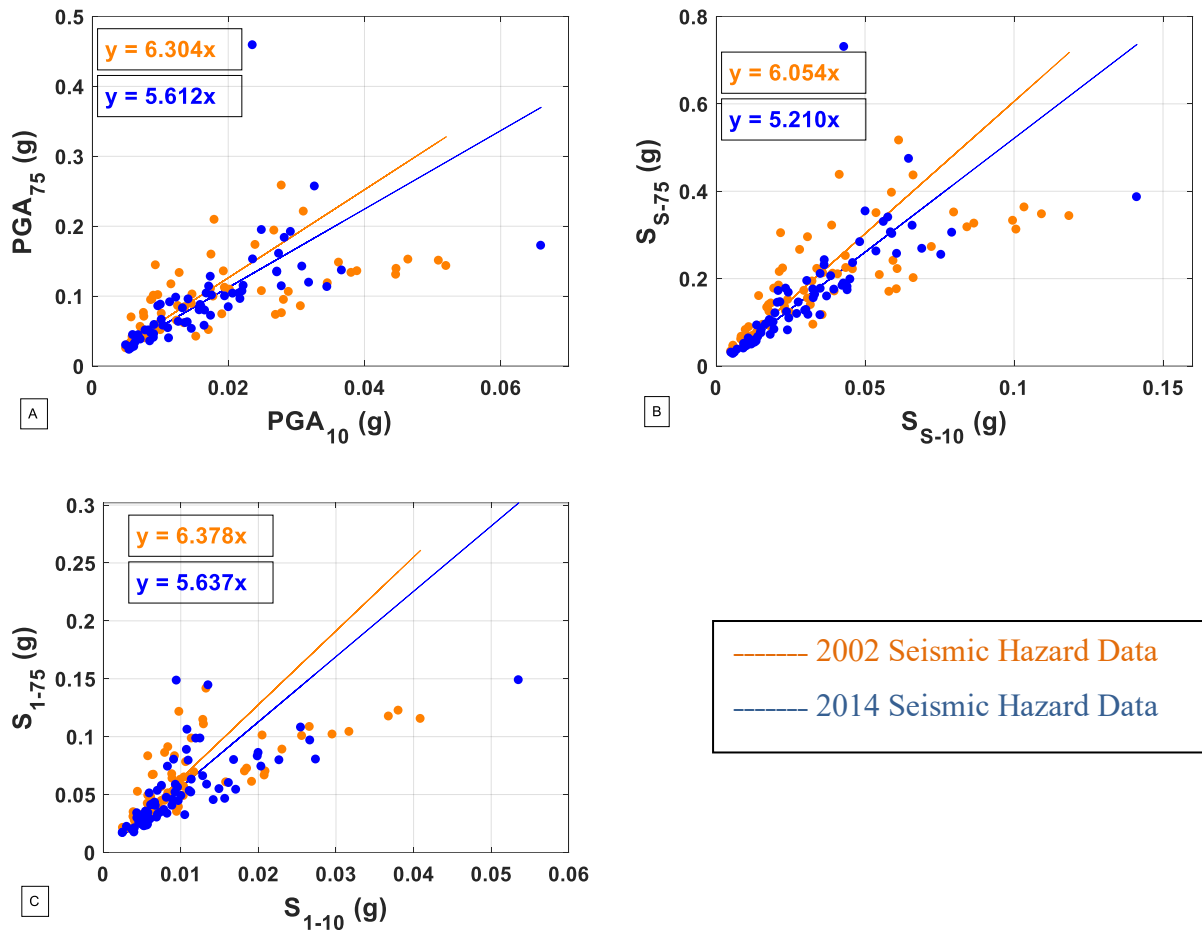 0.5
0.4
0.3
0.2
0.1
0
0
0.02
0.04
0.06
y = 6.304x
y = 5.612x
PGA75 (g)
PGA10 (g)
A
0.8
0.6
0.4
0.2
0
0
0.05
0.1
0.15
y = 6.054x
y = 5.210x
SS-75 (g)
SS-10 (g)
B
0.3
0.25
0.2
0.15
0.1
0.05
0
0
0.01
0.02
0.03
0.04
0.05
0.06
y = 6.378x
y = 5.637x
S1-75 (g)
S1-10 (g)
C
2002 Seismic Hazard Data
2014 Seismic Hazard Data